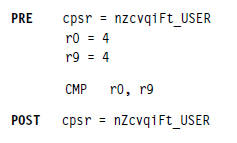 PRE cpsr = nzcvqiFt_USER
r0 = 4
r9 = 4
CMP r0, r9
POST cpsr = nZcvqiFt_USER